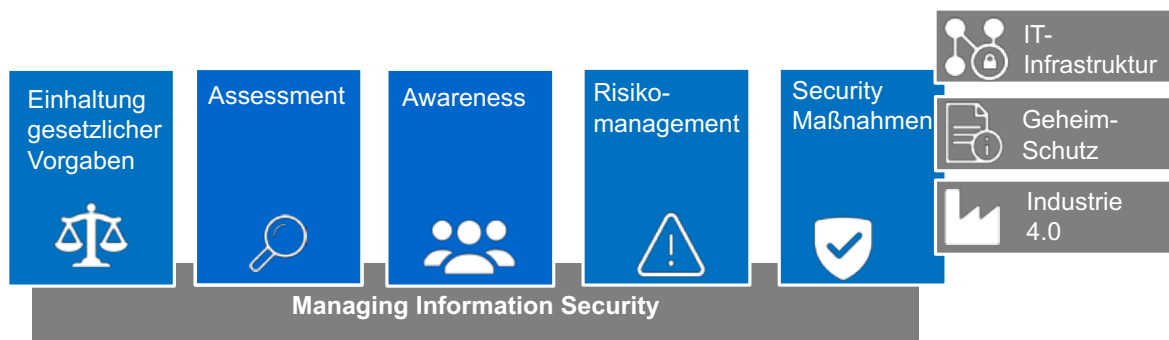 Einhaltung
gesetzlicher
Vorgaben
Assessment
Awareness
Risiko-
management
Security
Maßnahmen
IT-
Infrastruktur
Geheim-
Schutz
Industrie
4.0
Managing Information Security